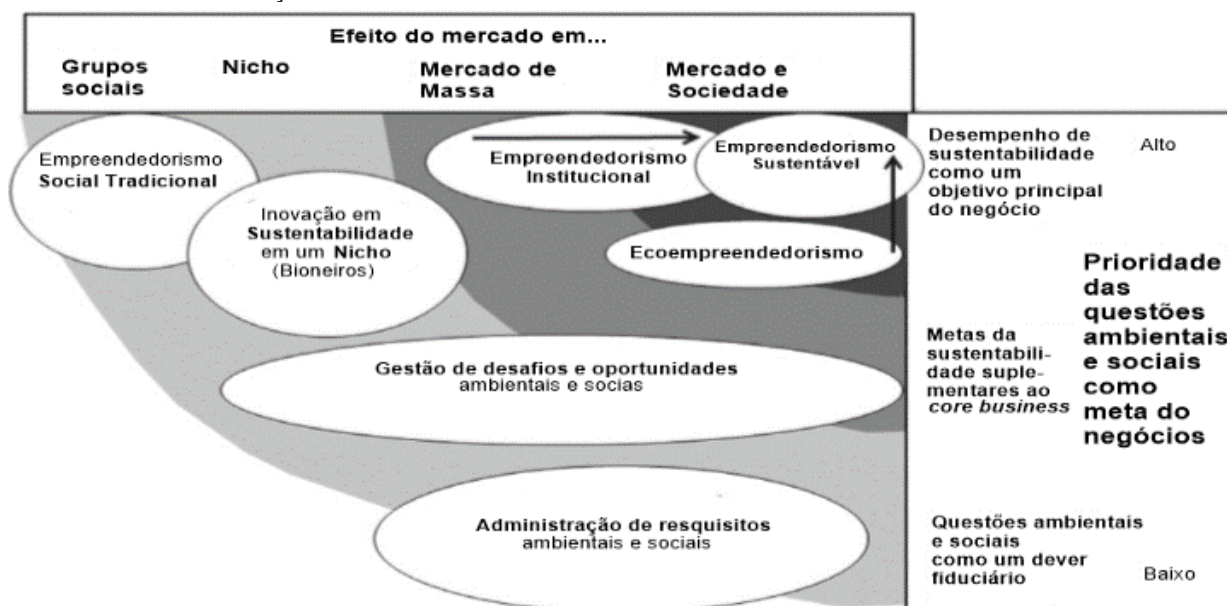 Efeito do mercado em...
Grupos
sociais
Nicho
Mercado de
Massa
Mercado e
Sociedade
Empreendedorismo
Social Tradicional
Inovação em
Sustentabilidade
em um Nicho
(Bioneiros)
Empreendedorismo
Institucional
Empreendedorismo
Sustentável
Ecoempreendedorismo
Gestão de desafios e oportunidades
ambientais e socias
Administração de resquisitos
ambientais e sociais
Desempenho de
sustentabilidade
como um
objetivo principal
do negócio
Alto
Metas da
sustentabili-
dade suple-
mentares ao
core business
Prioridade
das
questões
ambientais
e sociais
como
meta do
negócios
Questões ambientais
e sociais
como um dever
fiduciário
Baixo